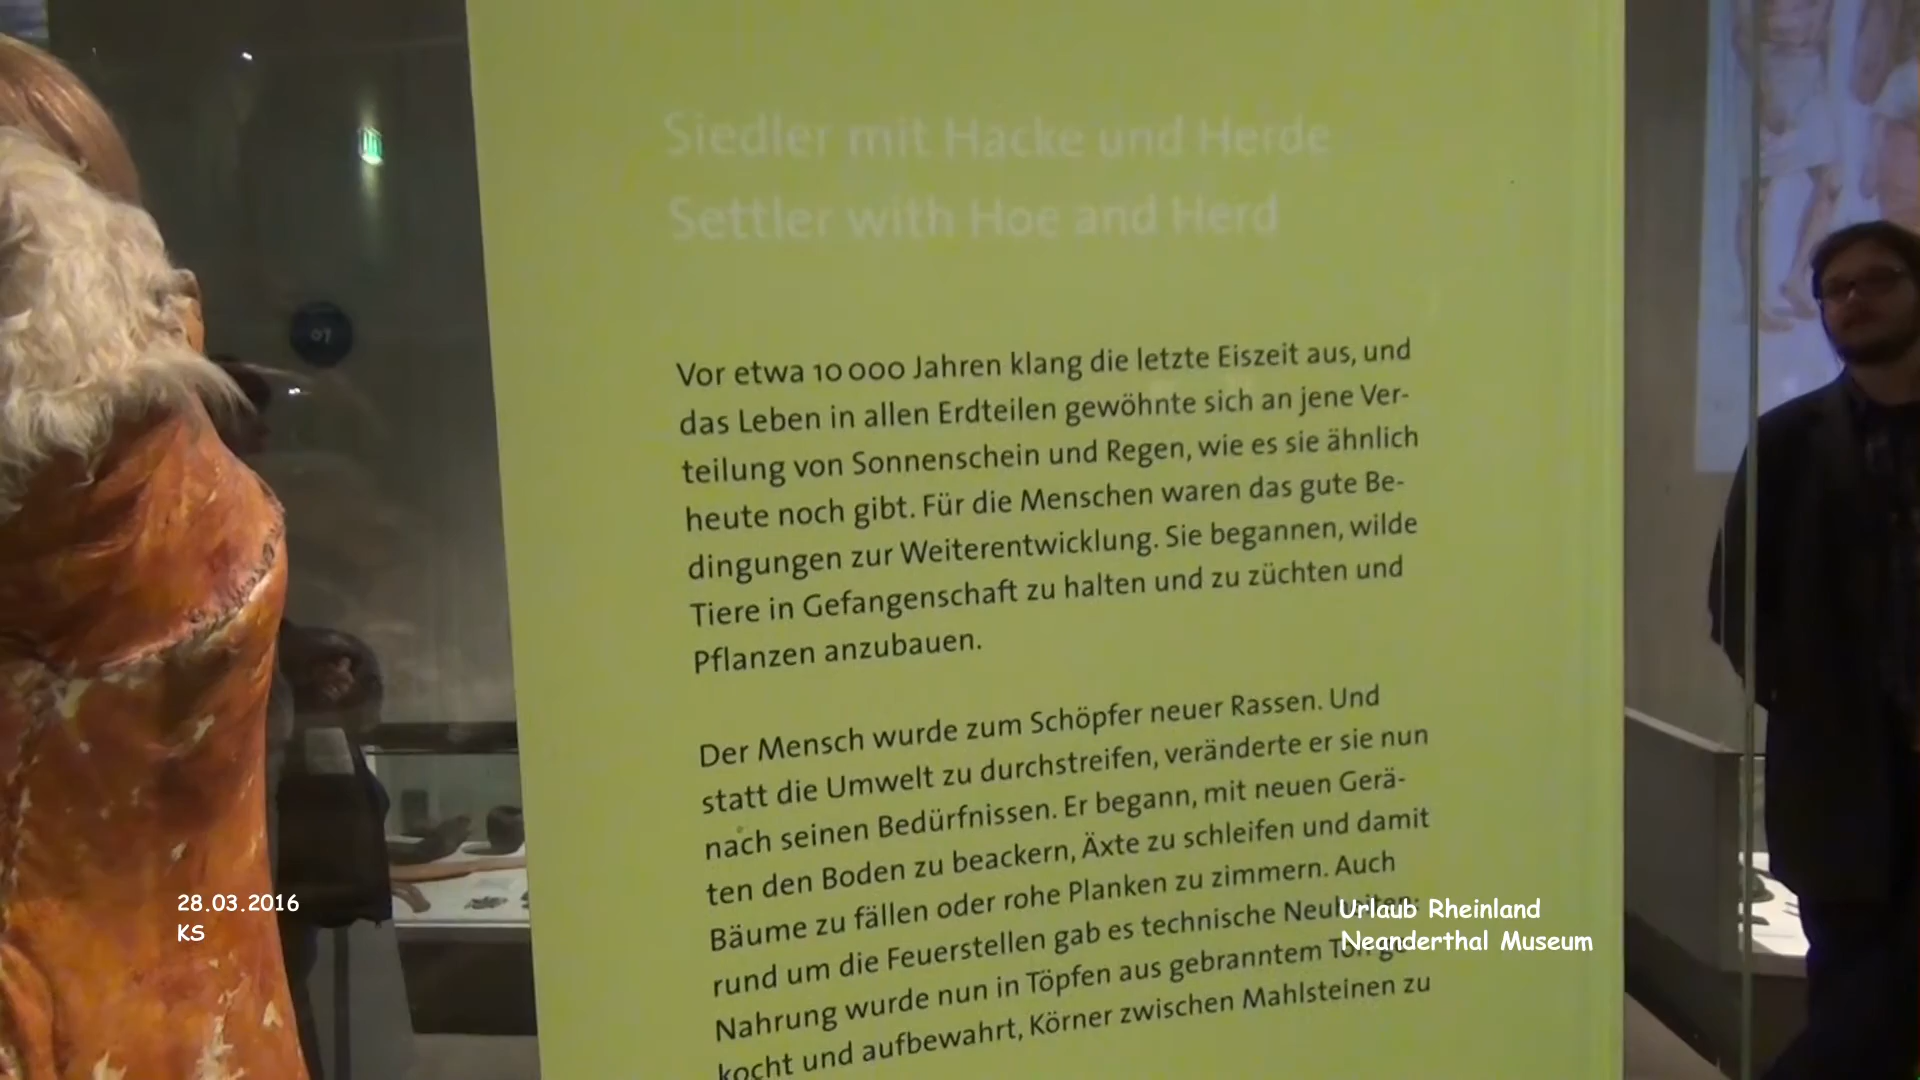 Siedler mit Hacke und Herde
Settler with Hoe and Herd
Vor etwa 10 000 Jahren klang die letzte Eiszeit aus, und
das Leben in allen Erdteilen gewöhnte sich an jene Ver-
teilung von Sonnenschein und Regen, wie es sie ähnlich
heute noch gibt. Für die Menschen waren das gute Be-
dingungen zur Weiterentwicklung. Sie begannen, wilde
Tiere in Gefangenschaft zu halten und zu züchten und
Pflanzen anzubauen.
Der Mensch wurde zum Schöpfer neuer Rassen. Und
statt die Umwelt zu durchstreifen, veränderte er sie nun
nach seinen Bedürfnissen. Er begann, mit neuen Gerä-
ten den Boden zu beackern, Äxte zu schleifen und damit
Bäume zu fällen oder rohe Planken zu zimmern. Auch
rund um die Feuerstellen gab es technische Neuheiten:
Nahrung wurde nun in Töpfen aus gebranntem Ton ge-
kocht und aufbewahrt, Körner zwischen Mahlsteinen zu
07
28.03.2016
KS
Urlaub Rheinland
Neanderthal Museum